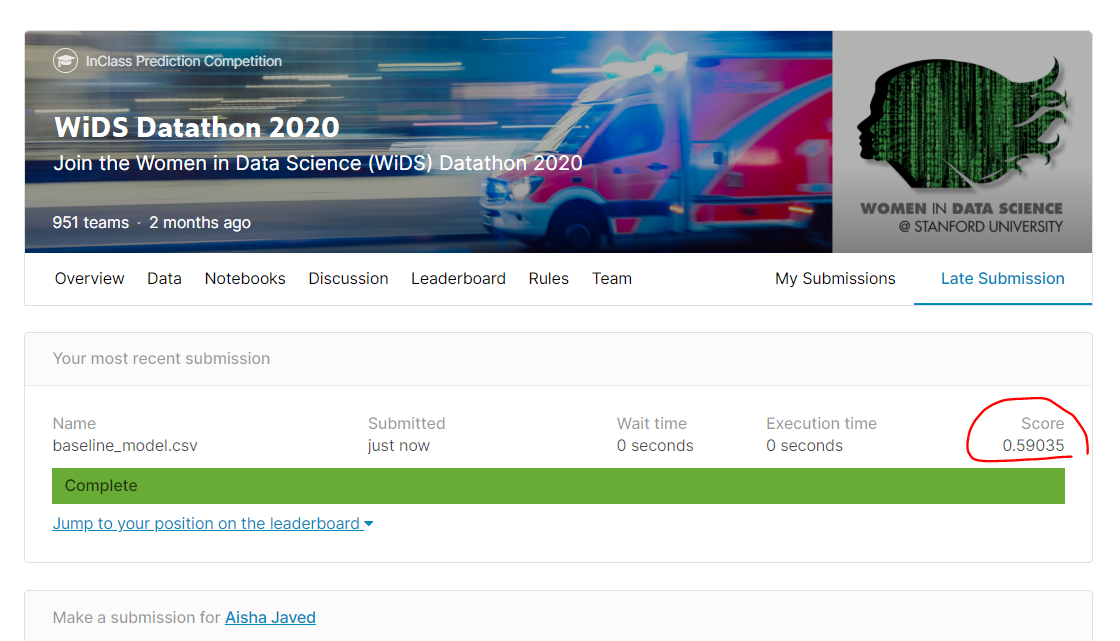 InClass Prediction Competition
WiDS Datathon 2020
Join the Women in Data Science (WiDS) Datathon 2020
951 teams · 2 months ago
WOMEN IN DATA SCIENCE
@ STANFORD UNIVERSITY
Overview Data Notebooks Discussion Leaderboard Rules Team My Submissions Late Submission
Your most recent submission
Name Submitted Wait time Execution time Score
baseline_model.csv just now 0 seconds 0 seconds 0.59035
Complete
Jump to your position on the leaderboard
Make a submission for Aisha Javed